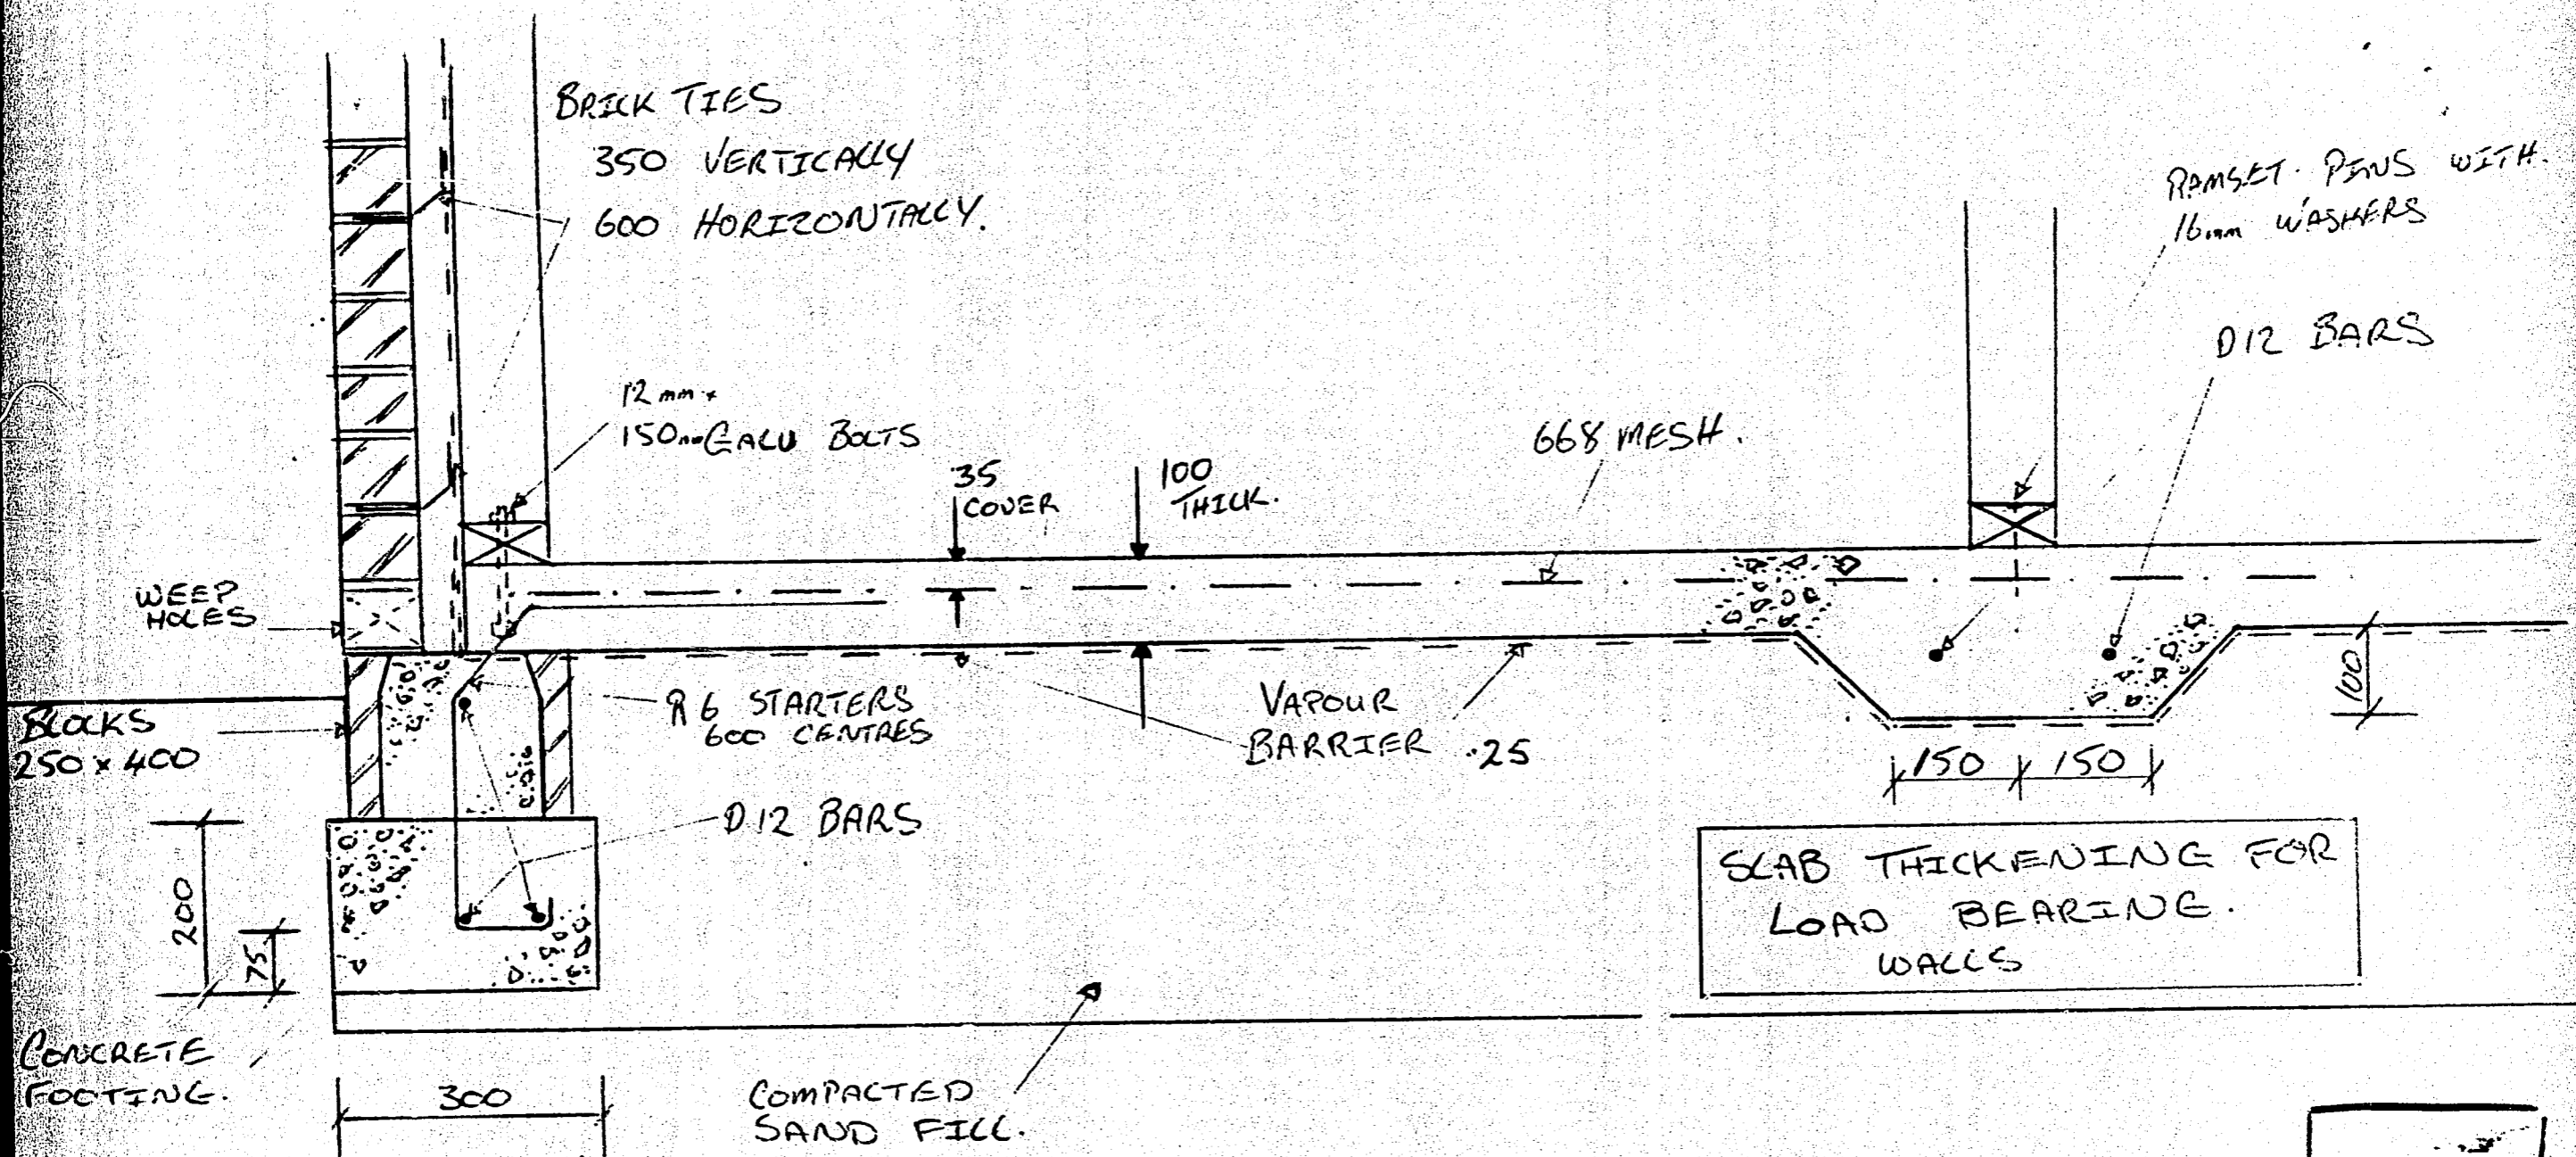 BRICK TIES
350 VERTICALLY
600 HORIZONTALLY.
RAMSET. PINS WITH.
16mm WASHERS
D12 BARS
12 mm x
150mm GALV BOLTS
35
COVER
100
THICK.
668 MESH.
WEEP
HOLES
BLOCKS
250 x 400
R 6 STARTERS
600 CENTRES
VAPOUR
BARRIER .25
100
150 150
D12 BARS
200
75
SLAB THICKENING FOR
LOAD BEARING.
WALLS
CONCRETE
FOOTING.
300
COMPACTED
SAND FILL.